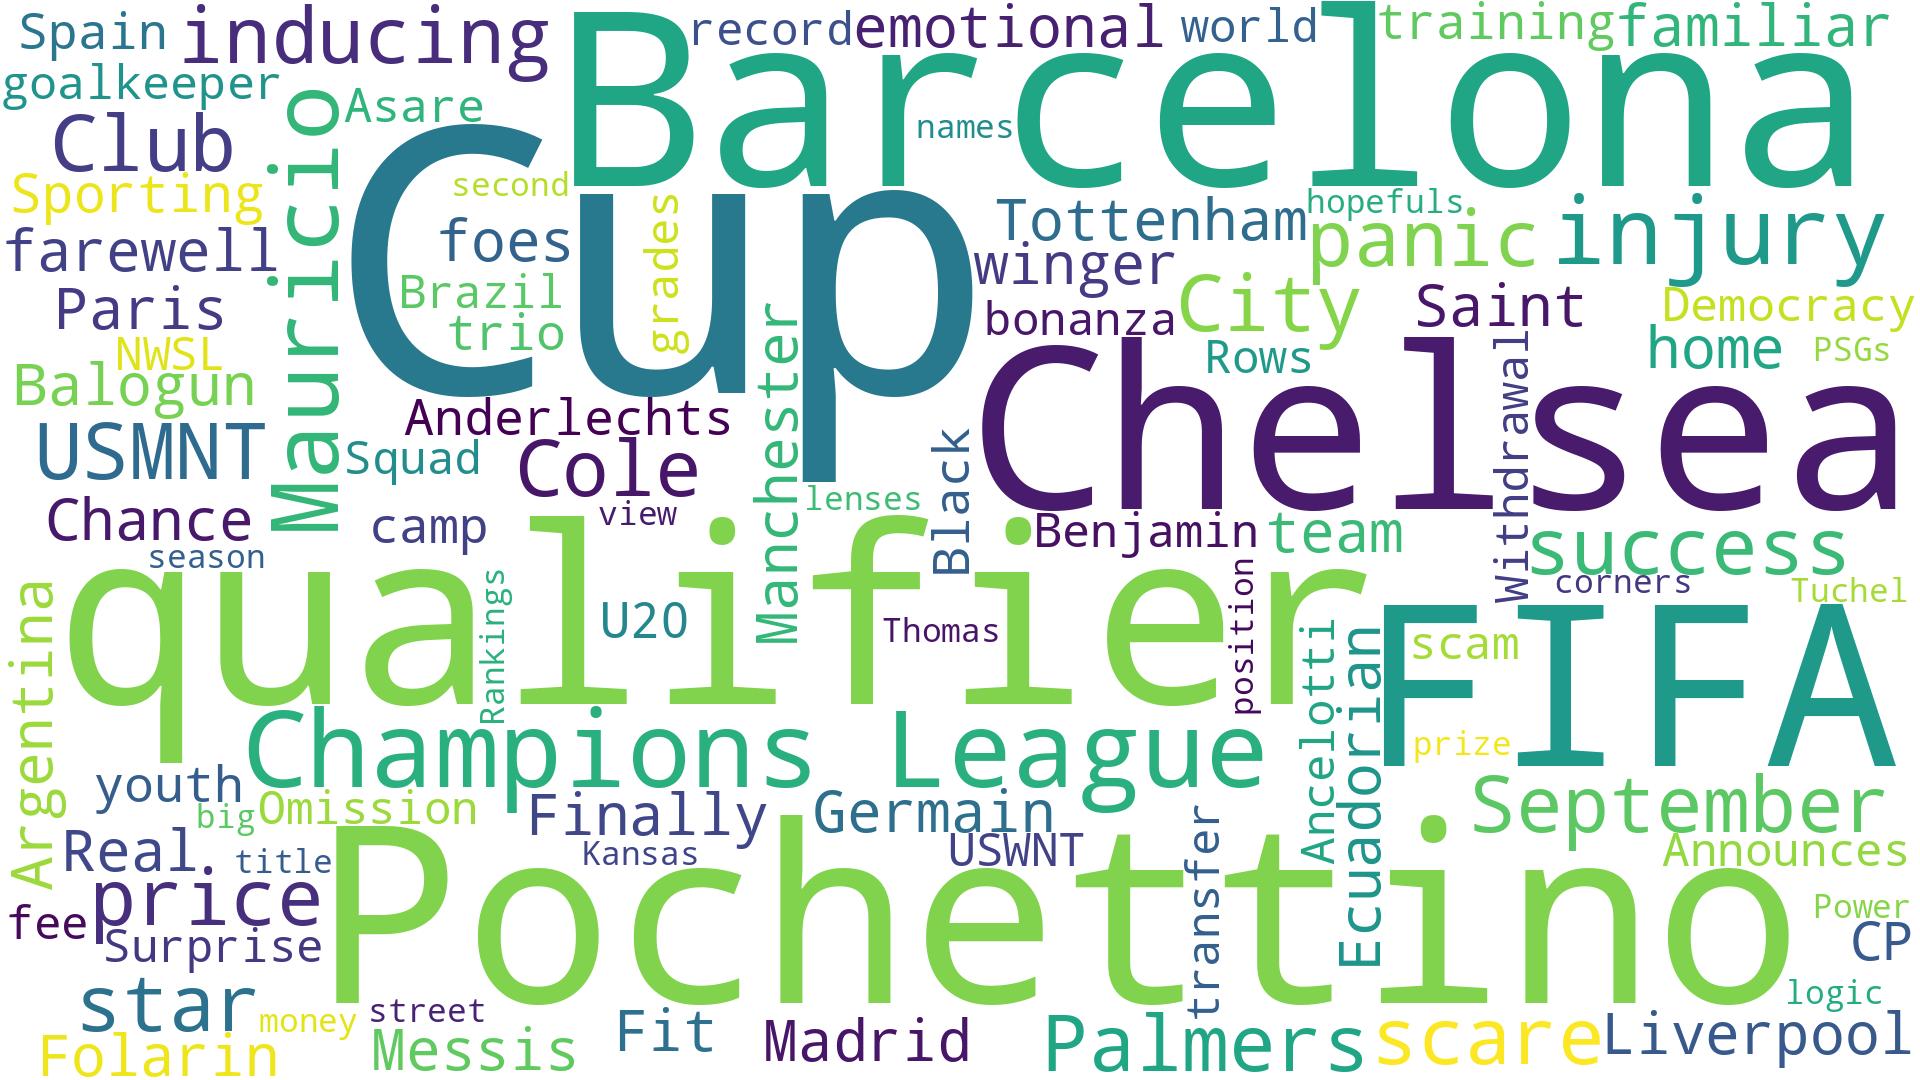 Spain
inducing
Barcelona
record
emotional
world
training
familiar
goalkeeper
Asare
Mauricio
Club
Cup
names
Sporting
second
grades
Tottenham
hopefuls
panic
injury
farewell
foes
winger
Brazil
trio
Paris
bonanza
City
Saint
Democracy
NWSL
Rows
home
PSGs
Balogun
Manchester
Chelsea
Withdrawal
Anderlechts
USMNT
Squad
Cole
Black
lenses
Chance
camp
view
Benjamin
team
success
season
qualifier
corners
Tuchel
Argentina
Rankings
U20
Thomas
position
Ancelotti
Ecuadorian
FIFA
scam
prize
Champions League
youth
big
Omission
Finally
Germain
September
Real
title
Kansas
USWNT
transfer
Announces
price
Pochettino
fee
Surprise
Power
CP
star
money
street
logic
Folarin
Messis
Fit
Madrid
Palmers
scare
Liverpool